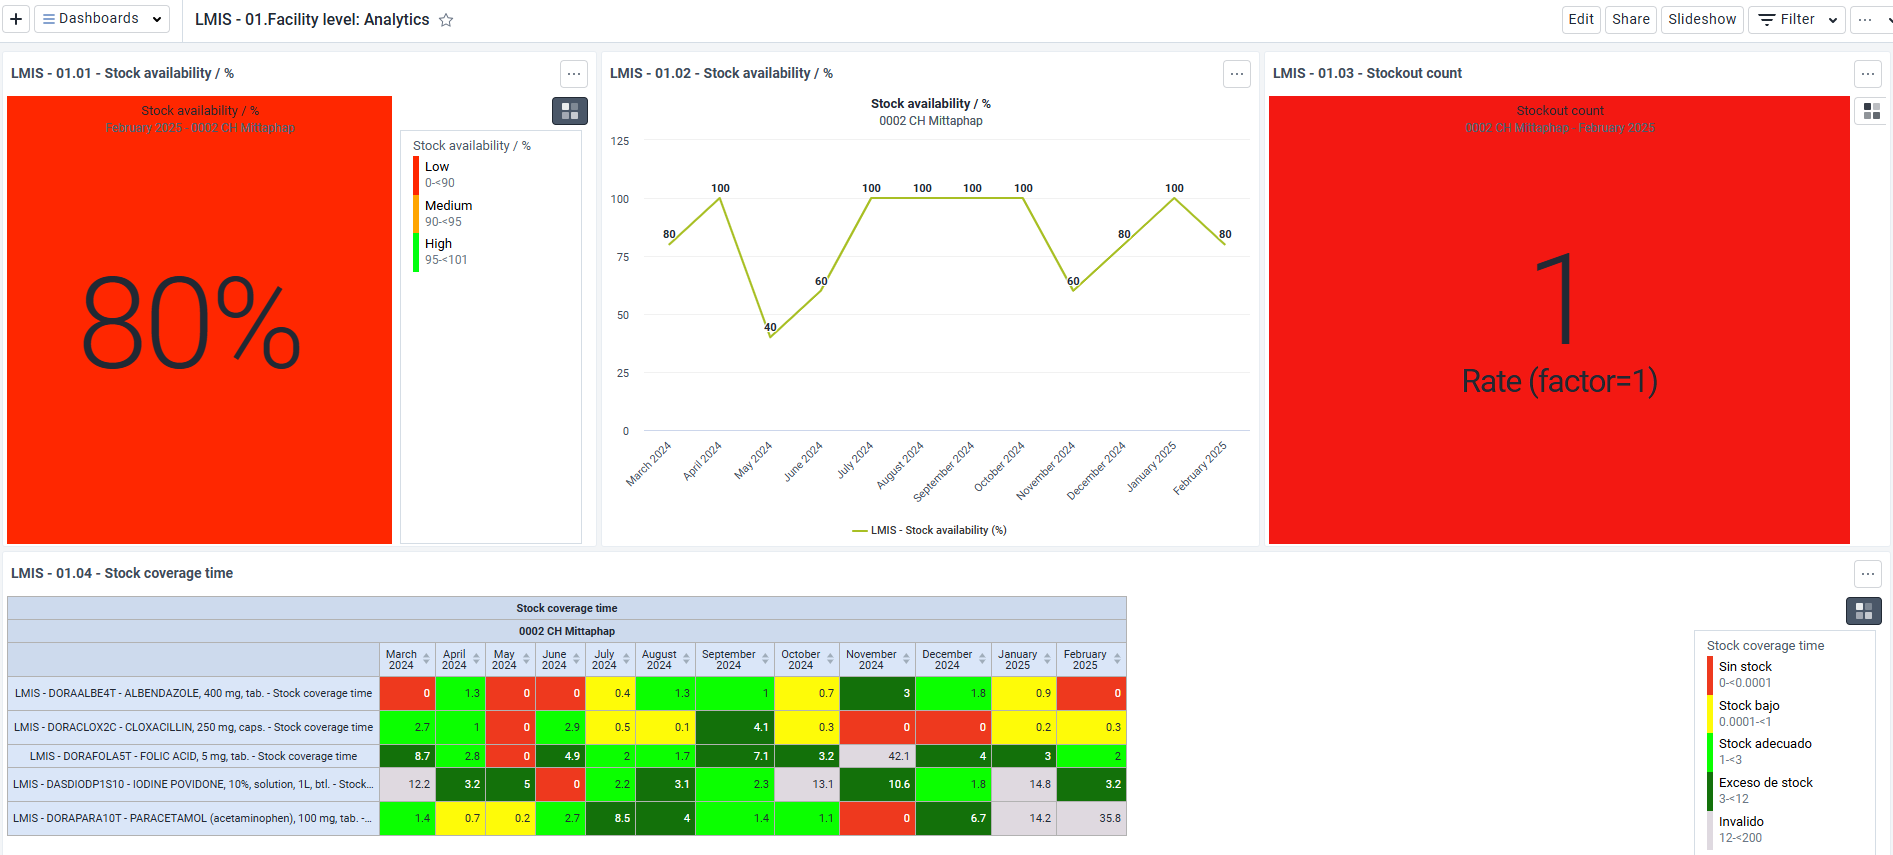 + Dashboards
LMIS - 01.Facility level: Analytics
Edit Share Slideshow Filter ...
LMIS - 01.01 - Stock availability / %
...
Stock availability / %
February 2025 - 0002 CH Mittaphap
80%
Stock availability / %
Low
0-<90
Medium
90-<95
High
95-<101
LMIS - 01.02 - Stock availability / %
...
Stock availability / %
0002 CH Mittaphap
125
100
75
50
25
0
80 100 40 60 100 100 100 100 60 80 100 80
March 2024 April 2024 May 2024 June 2024 July 2024 August 2024 September 2024 October 2024 November 2024 December 2024 January 2025 February 2025
LMIS - Stock availability (%)
LMIS - 01.03 - Stockout count
...
Stockout count
0002 CH Mittaphap - February 2025
1
Rate (factor=1)
LMIS - 01.04 - Stock coverage time
...
Stock coverage time
0002 CH Mittaphap
March 2024 April 2024 May 2024 June 2024 July 2024 August 2024 September 2024 October 2024 November 2024 December 2024 January 2025 February 2025
LMIS - DORAALBE4T - ALBENDAZOLE, 400 mg, tab. - Stock coverage time 0 1.3 0 0 0.4 1.3 1 0.7 3 1.8 0.9 0
LMIS - DORACLOX2C - CLOXACILLIN, 250 mg, caps. - Stock coverage time 2.7 1 0 2.9 0.5 0.1 4.1 0.3 0 0 0.2 0.3
LMIS - DORAFOLA5T - FOLIC ACID, 5 mg, tab. - Stock coverage time 8.7 2.8 0 4.9 2 1.7 7.1 3.2 42.1 4 3 2
LMIS - DASDIODP1S10 - IODINE POVIDONE, 10%, solution, 1L, btl. - Stock... 12.2 3.2 5 0 2.2 3.1 2.3 13.1 10.6 1.8 14.8 3.2
LMIS - DORAPARA10T - PARACETAMOL (acetaminophen), 100 mg, tab. -... 1.4 0.7 0.2 2.7 8.5 4 1.4 1.1 0 6.7 14.2 35.8
Stock coverage time
Sin stock
0-<0.0001
Stock bajo
0.0001-<1
Stock adecuado
1-<3
Exceso de stock
3-<12
Invalido
12-<200